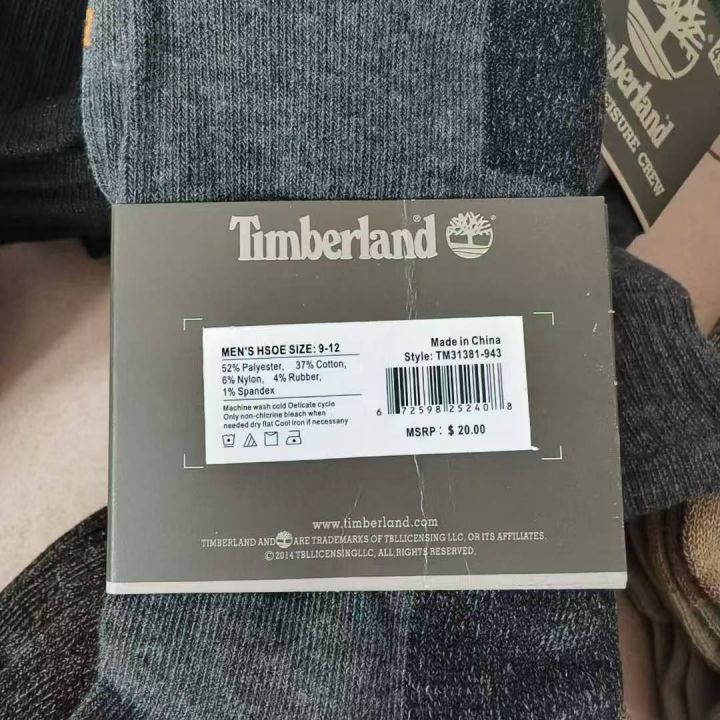 Timberland®
MEN'S HSOE SIZE: 9-12
52% Palyester, 37% Cotton,
6% Nylon, 4% Rubber,
1% Spandex
Machine wash cold Delicate cycle
Only non-chlcrine bleach when
needed dry flat Cool Iron if necessary
Made in China
Style: TM31381-943
6 72598 25240 8
MSRP : $ 20.00
www.timberland.com
TIMBERLAND AND ARE TRADEMARKS OF TBLLICENSING LLC, OR ITS AFFILIATES.
©2014 TBLLICENSINGLLC, ALL RIGHTS RESERVED.
mberland
EISURE CREW